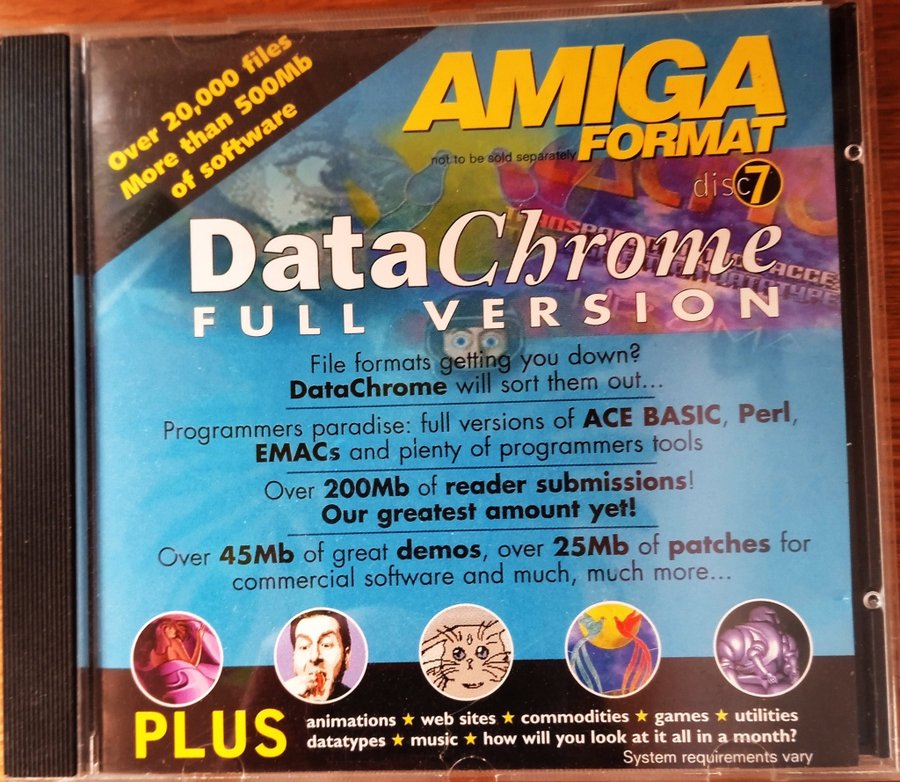 Over 20,000 files
More than 500Mb
of software
AMIGA
FORMAT
not to be sold separately
disc 7
DataChrome
FULL VERSION
File formats getting you down?
DataChrome will sort them out...
Programmers paradise: full versions of ACE BASIC, Perl,
EMACs and plenty of programmers tools
Over 200Mb of reader submissions!
Our greatest amount yet!
Over 45Mb of great demos, over 25Mb of patches for
commercial software and much, much more...
PLUS
animations ★ web sites ★ commodities ★ games ★ utilities
datatypes ★ music ★ how will you look at it all in a month?
System requirements vary